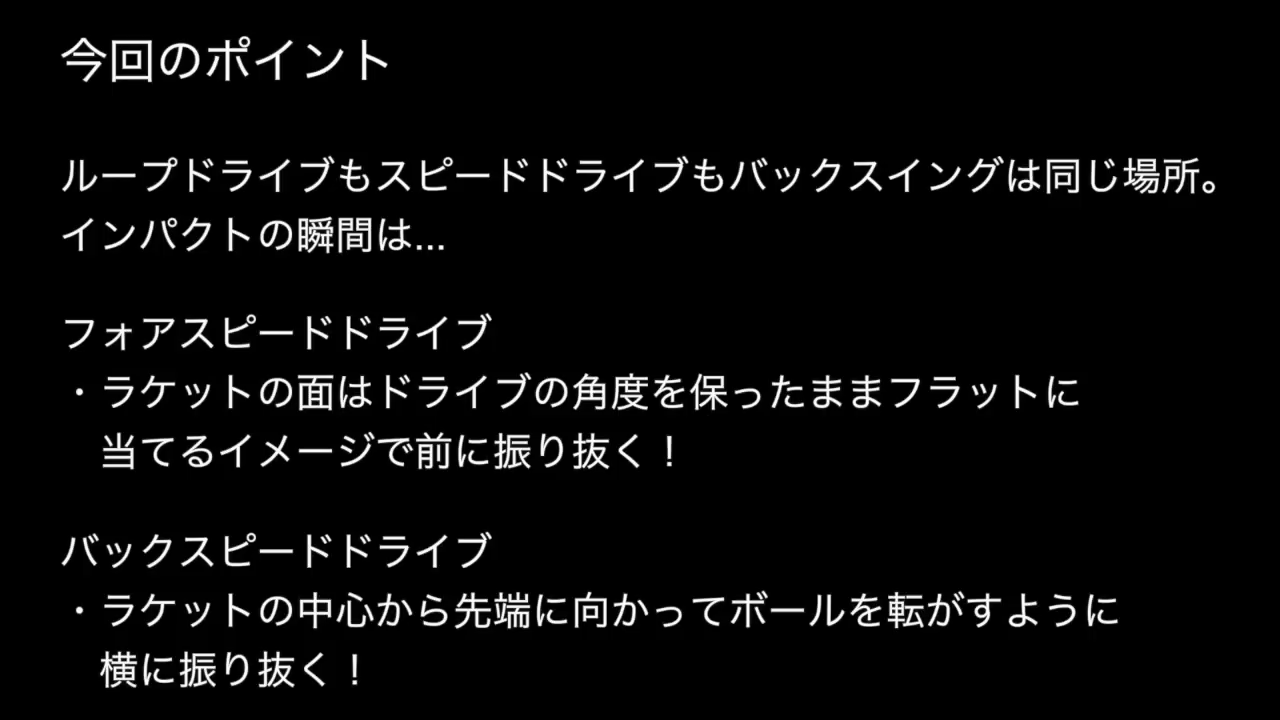 今回のポイント
ループドライブもスピードドライブもバックスイングは同じ場所。
インパクトの瞬間は...
フォアスピードドライブ
・ラケットの面はドライブの角度を保ったままフラットに
当てるイメージで前に振り抜く！
バックスピードドライブ
・ラケットの中心から先端に向かってボールを転がすように
横に振り抜く！